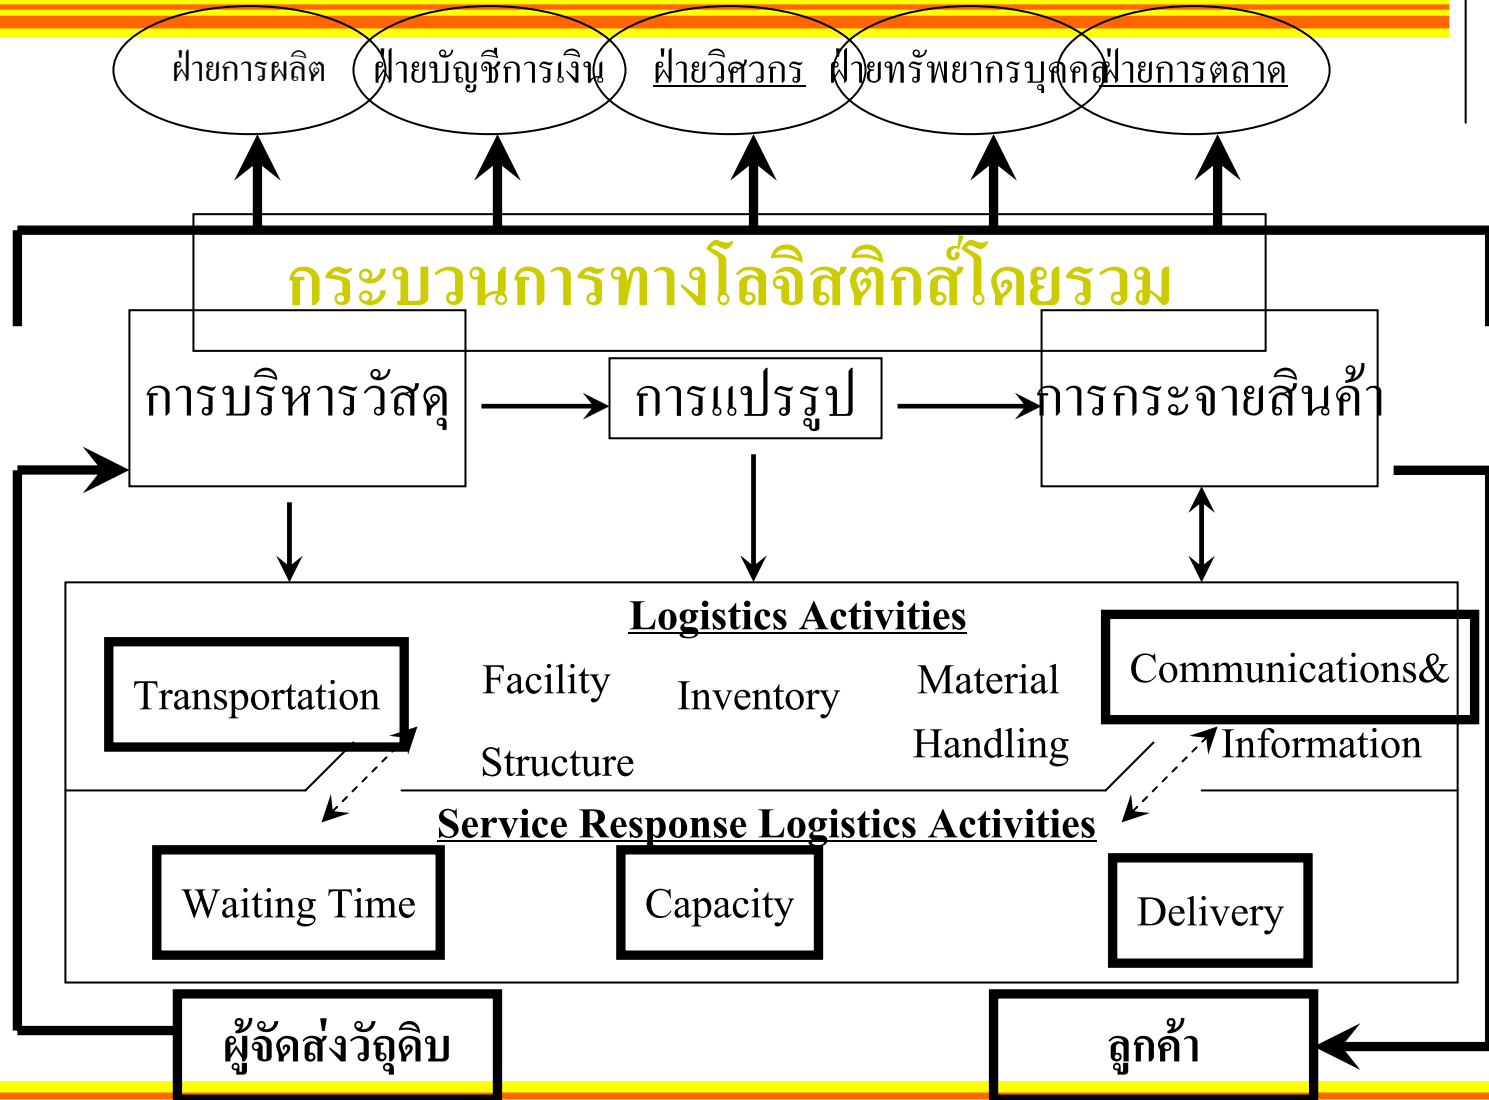 ฝ่ายการผลิต
ฝ่ายบัญชีการเงิน
ฝ่ายวิศวกร
ฝ่ายทรัพยากรบุคคล
ฝ่ายการตลาด
กระบวนการทางโลจิสติกส์โดยรวม
การบริหารวัสดุ
การแปรรูป
การกระจายสินค้า
Logistics Activities
Transportation
Facility
Structure
Inventory
Material
Handling
Communications&
Information
Service Response Logistics Activities
Waiting Time
Capacity
Delivery
ผู้จัดส่งวัถุดิบ
ลูกค้า